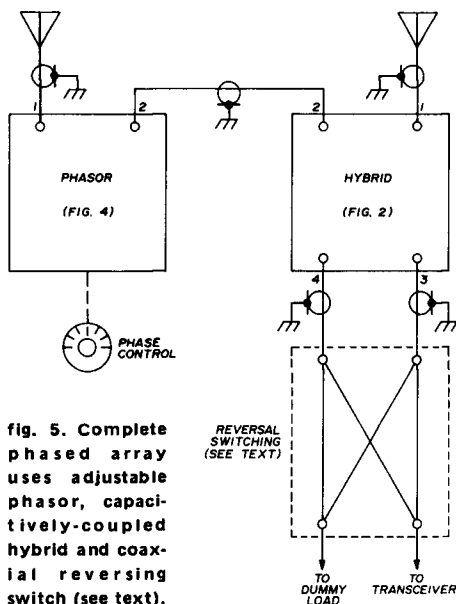 1
2
2
1
PHASOR
(FIG. 4)
HYBRID
(FIG. 2)
4
3
PHASE
CONTROL
REVERSAL
SWITCHING
(SEE TEXT)
TO
DUMMY
LOAD
TO
TRANSCEIVER
fig. 5. Complete
phased array
uses adjustable
phasor, capaci-
tively-coupled
hybrid and coax-
ial reversing
switch (see text).